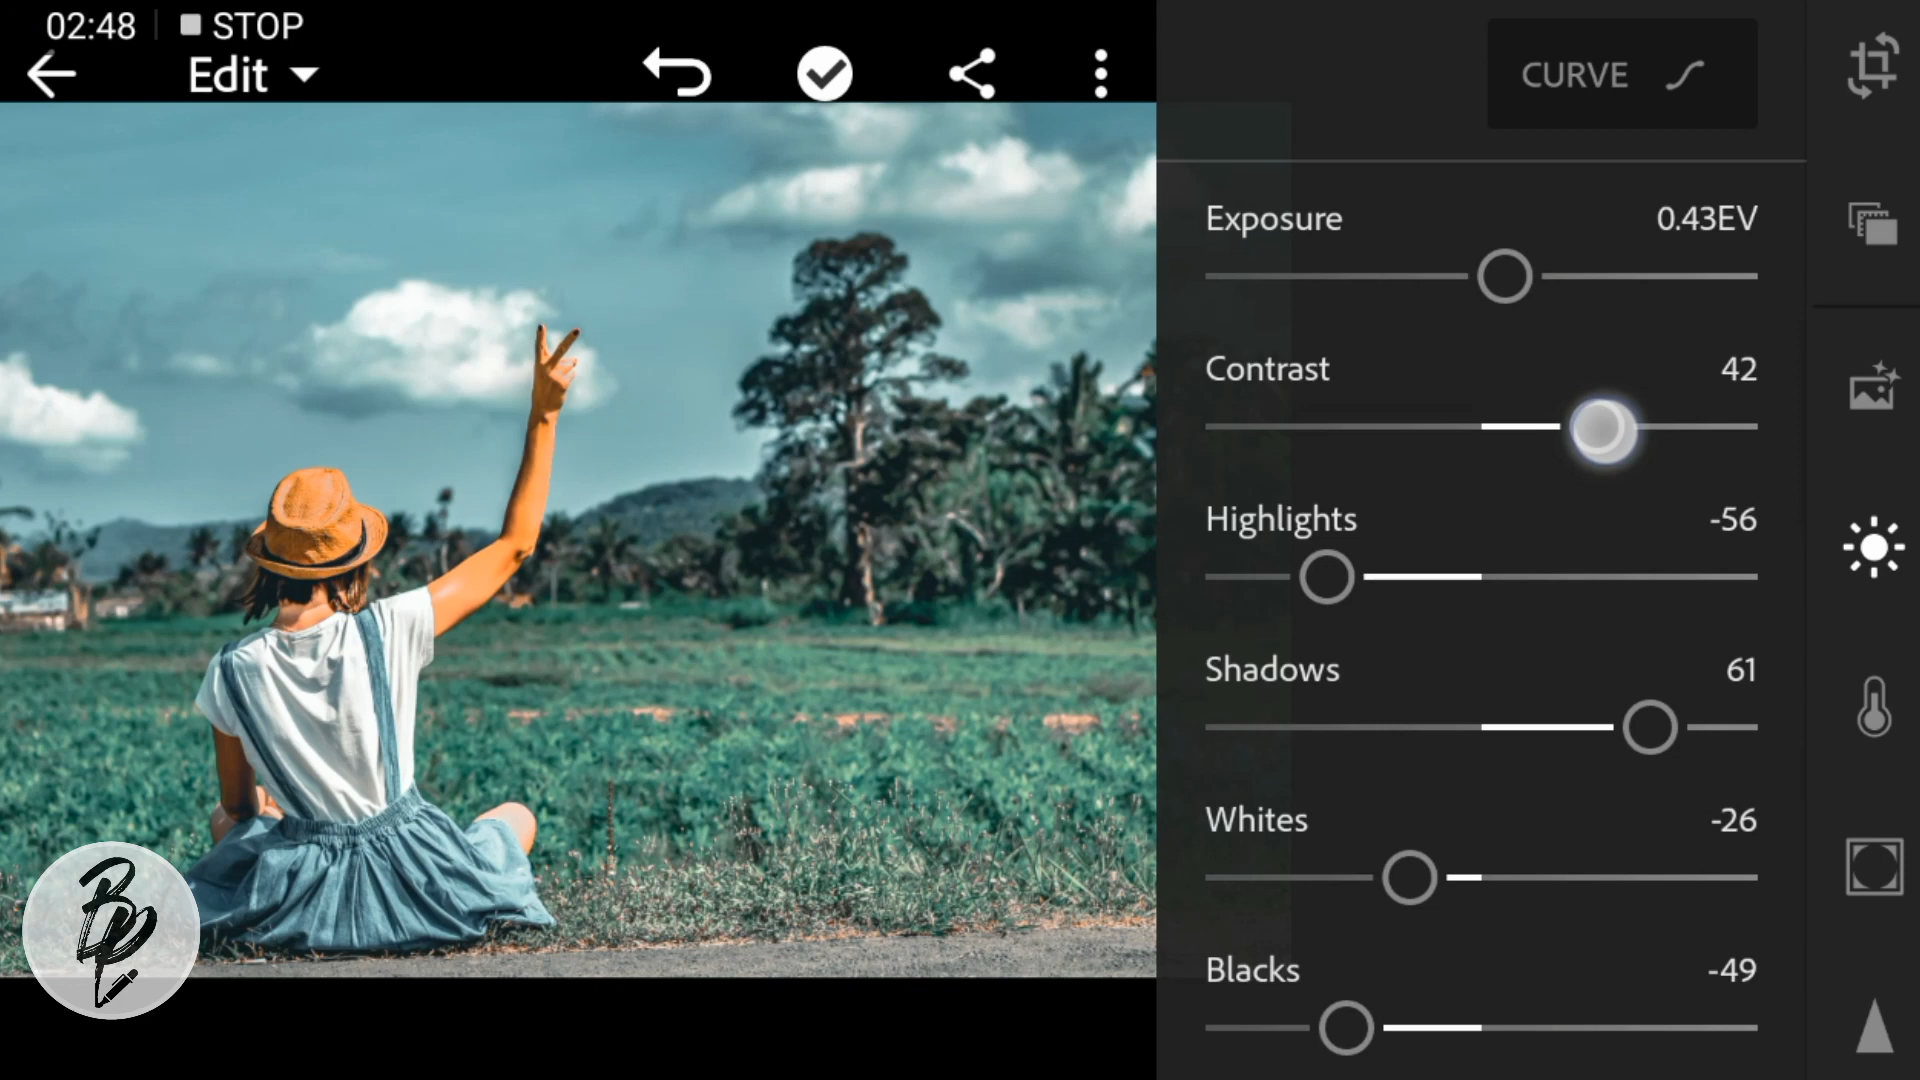 02:48 STOP
Edit
CURVE
Exposure 0.43EV
Contrast 42
Highlights -56
Shadows 61
Whites -26
Blacks -49